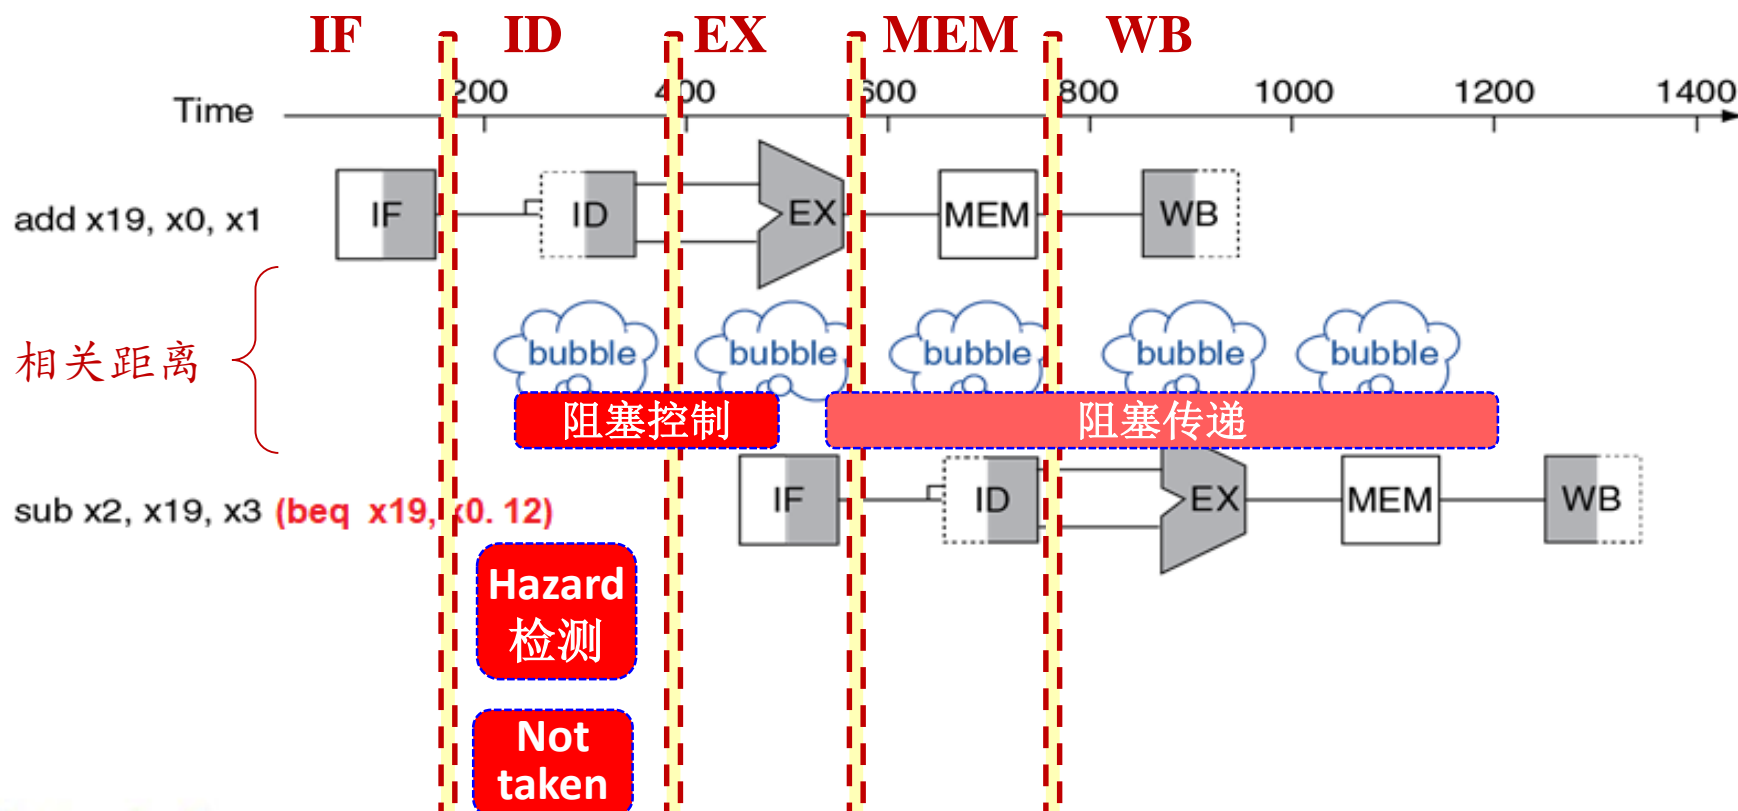 IF ID EX MEM WB
Time 200 400 600 800 1000 1200 1400
add x19, x0, x1 IF ID EX MEM WB
相关距离 bubble bubble bubble bubble bubble
阻塞控制 阻塞传递
sub x2, x19, x3 (beq x19, x0. 12) IF ID EX MEM WB
Hazard
检测
Not
taken